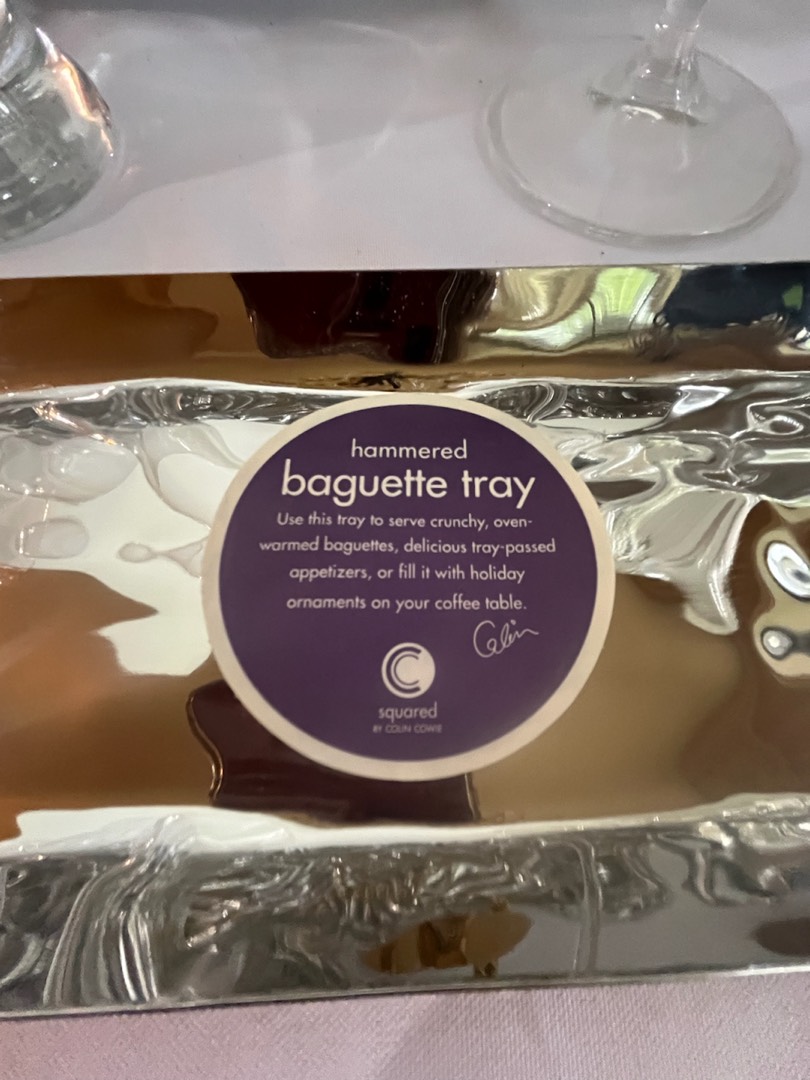 hammered
baguette tray
Use this tray to serve crunchy, oven-
warmed baguettes, delicious tray-passed
appetizers, or fill it with holiday
ornaments on your coffee table.
Colin
C
squared
BY COLIN COWIE